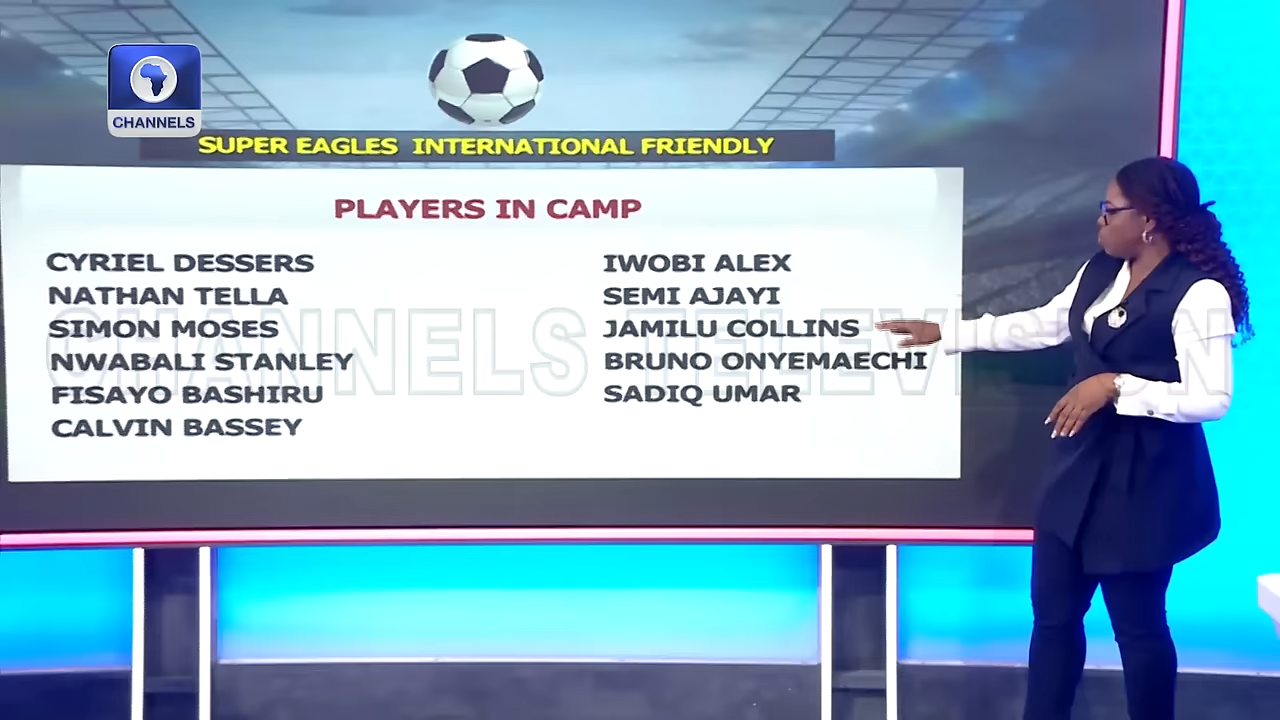 CHANNELS
SUPER EAGLES INTERNATIONAL FRIENDLY
PLAYERS IN CAMP
CYRIEL DESSERS
NATHAN TELLA
SIMON MOSES
NWABALI STANLEY
FISAYO BASHIRU
CALVIN BASSEY
IWOBI ALEX
SEMI AJAYI
JAMILU COLLINS
BRUNO ONYEMAECHI
SADIQ UMAR
CHANNELS TELEVISION